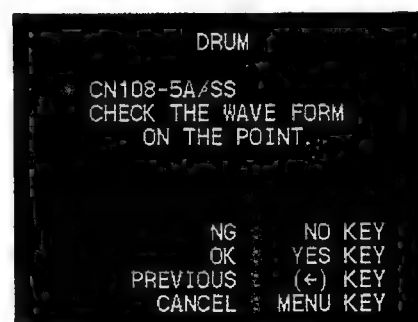 DRUM
* CN108-5A/SS
CHECK THE WAVE FORM
ON THE POINT.
NG : NO KEY
OK : YES KEY
PREVIOUS : (←) KEY
CANCEL : MENU KEY